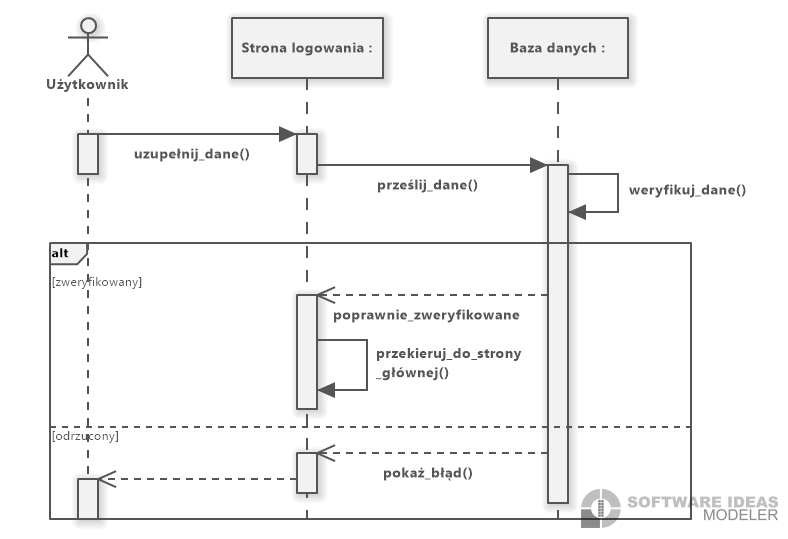 Użytkownik
Strona logowania :
Baza danych :
uzupełnij_dane()
prześlij_dane()
weryfikuj_dane()
alt
[zweryfikowany]
poprawnie_zweryfikowane
przekieruj_do_strony
_głównej()
[odrzucony]
pokaż_błąd()
SOFTWARE IDEAS
MODELER